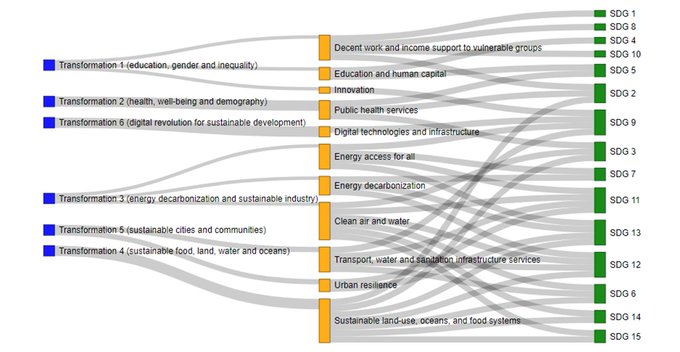 Transformation 1 (education, gender and inequality)
Transformation 2 (health, well-being and demography)
Transformation 6 (digital revolution for sustainable development)
Transformation 3 (energy decarbonization and sustainable industry)
Transformation 5 (sustainable cities and communities)
Transformation 4 (sustainable food, land, water and oceans)
Decent work and income support to vulnerable groups
Education and human capital
Innovation
Public health services
Digital technologies and infrastructure
Energy access for all
Energy decarbonization
Clean air and water
Transport, water and sanitation infrastructure services
Urban resilience
Sustainable land-use, oceans, and food systems
SDG 1
SDG 8
SDG 4
SDG 10
SDG 5
SDG 2
SDG 9
SDG 3
SDG 7
SDG 11
SDG 13
SDG 12
SDG 6
SDG 14
SDG 15